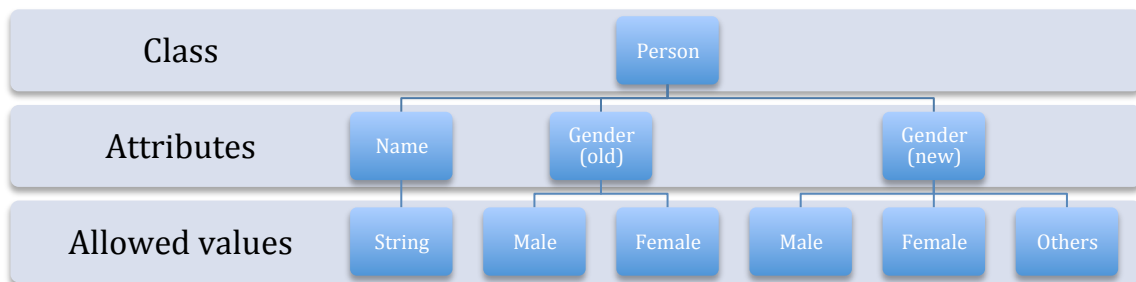 Class
Person
Attributes
Name
Gender
(old)
Gender
(new)
Allowed values
String
Male
Female
Male
Female
Others